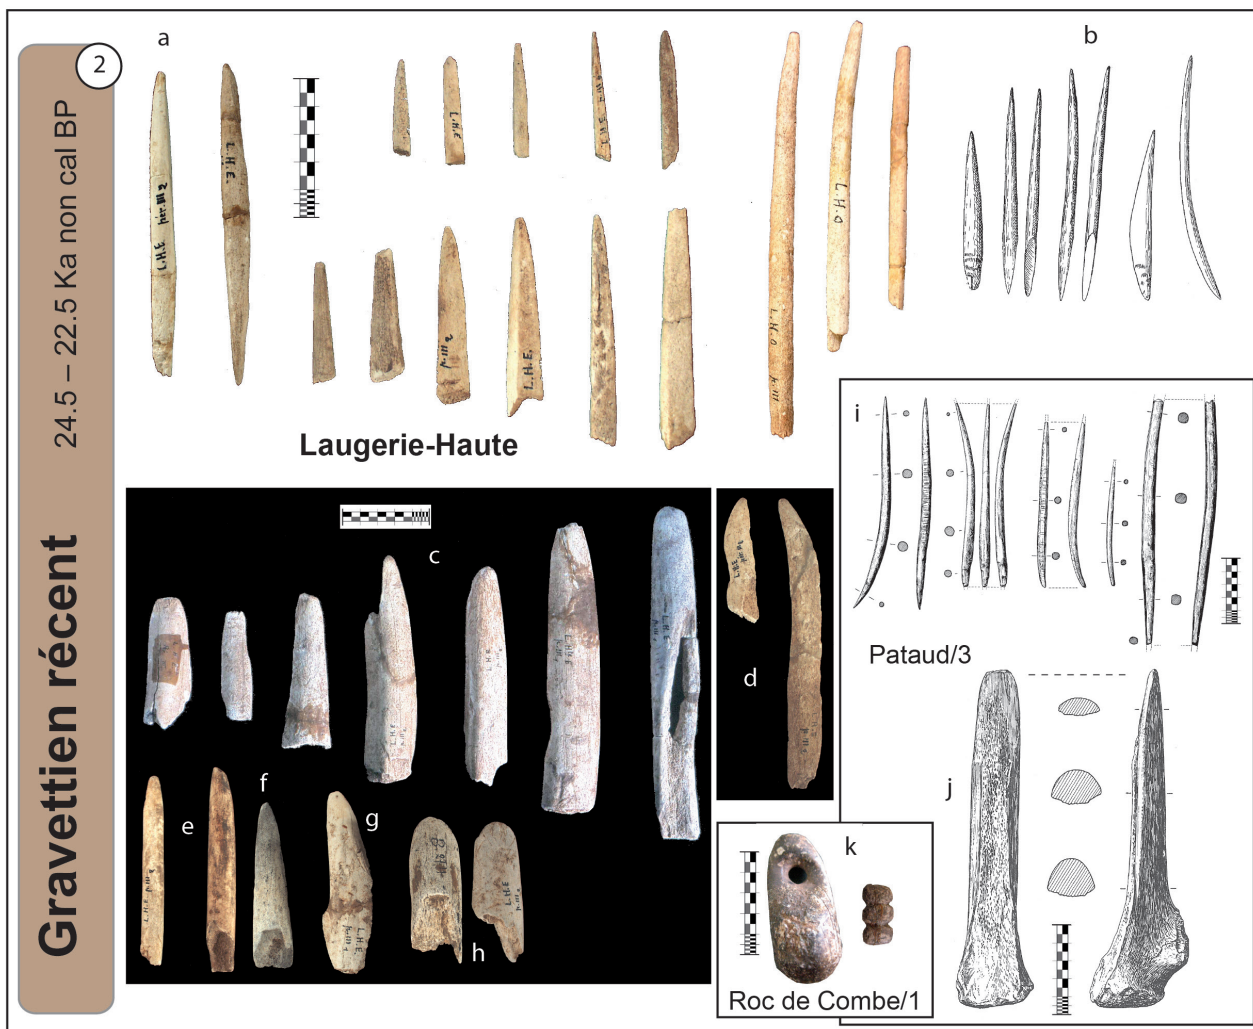 2
Gravettien récent
24.5 – 22.5 Ka non cal BP
a
b
L.H.E
L.H.E.
L.H.E
L.H.O
L.H.O
L.H.E.
Laugerie-Haute
c
d
e
f
g
h
i
Pataud/3
j
k
Roc de Combe/1